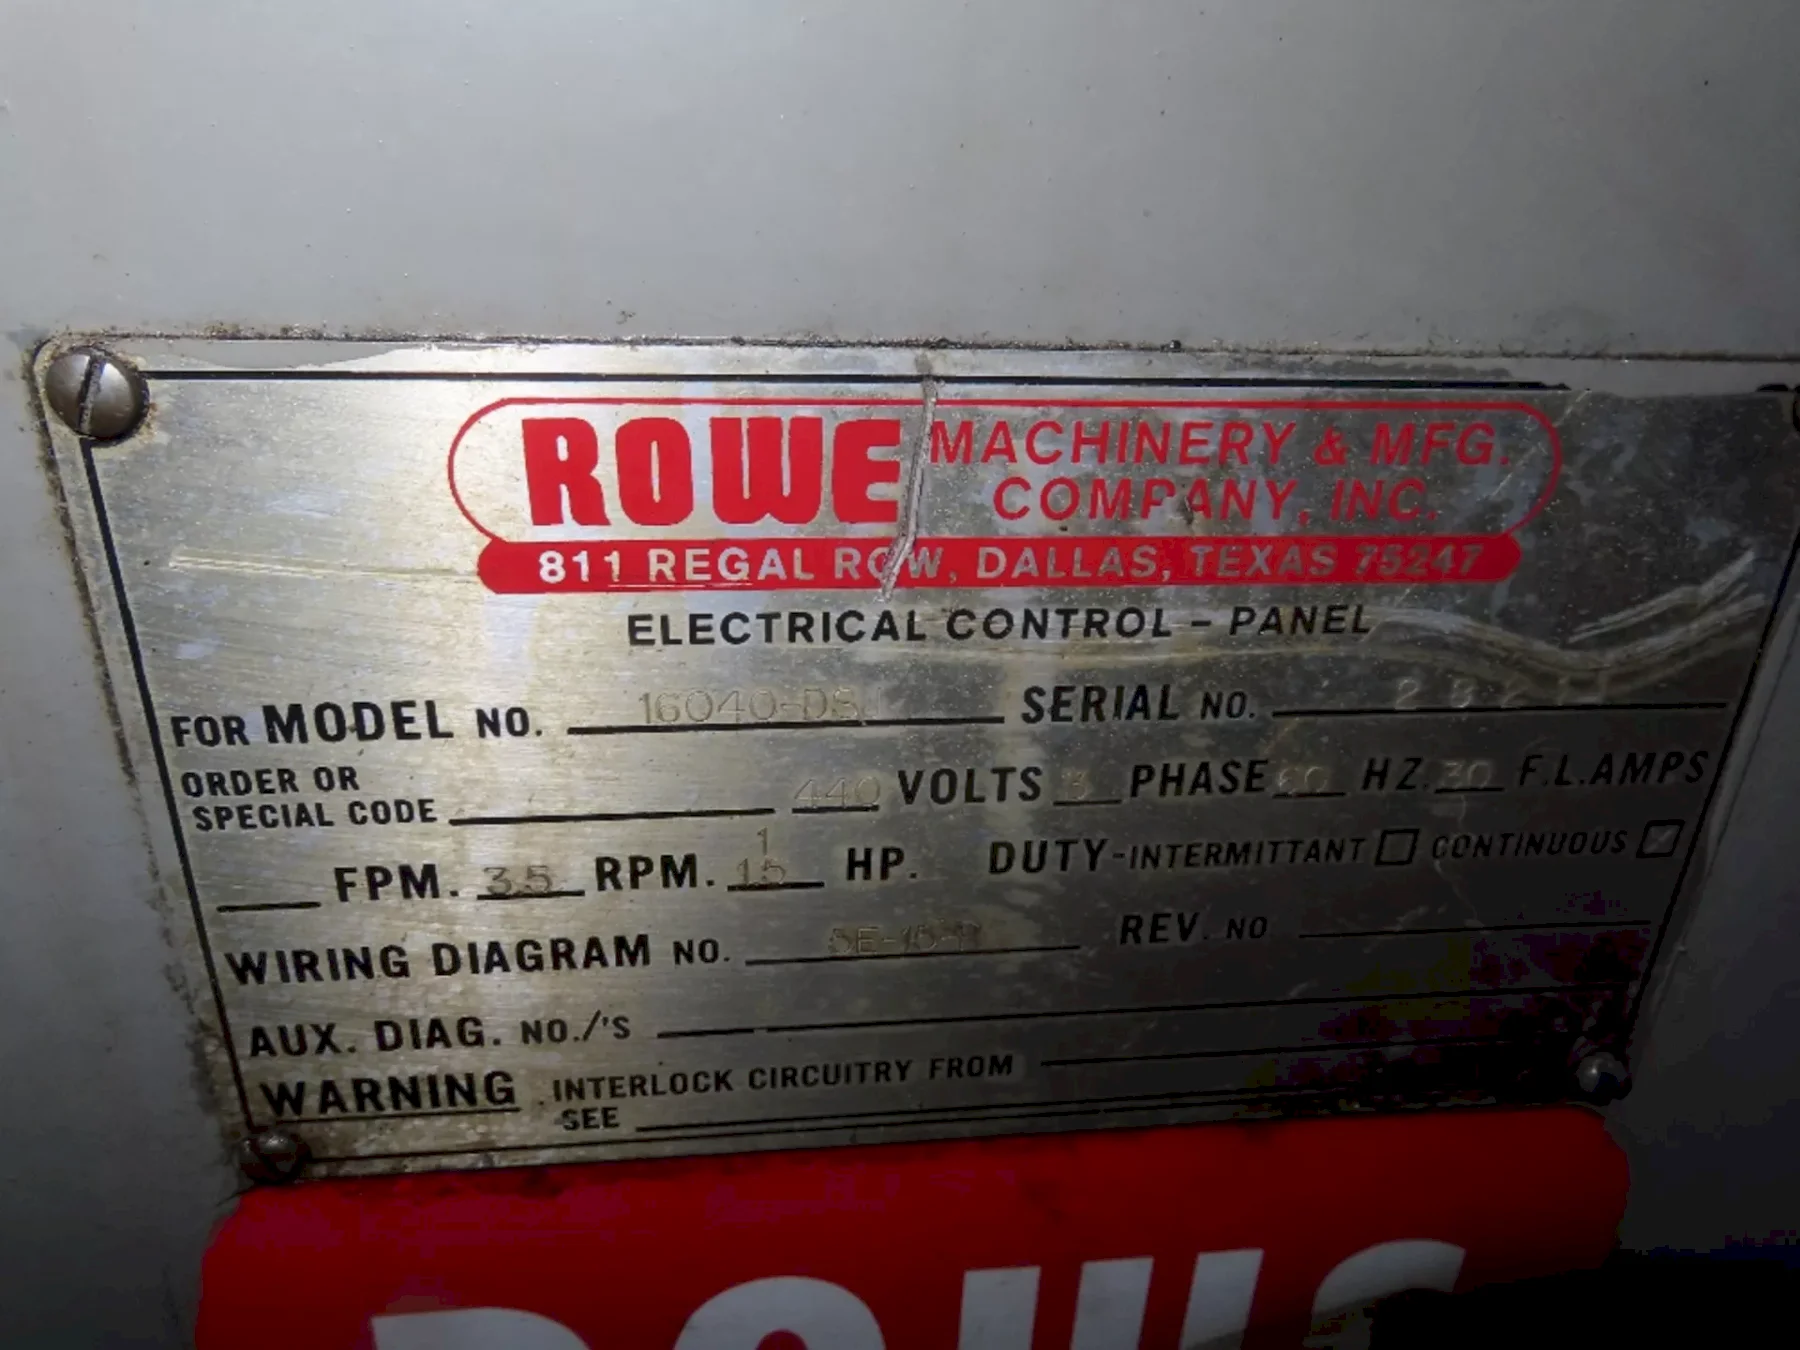 ROWE MACHINERY & MFG.
COMPANY, INC.
811 REGAL ROW, DALLAS, TEXAS 75247
ELECTRICAL CONTROL - PANEL
FOR MODEL NO. 16040-DSU SERIAL NO.
ORDER OR
SPECIAL CODE 440 VOLTS 3 PHASE 60 HZ. 30 F.L.AMPS
1
FPM. 35 RPM. 15 HP. DUTY-INTERMITTANT CONTINUOUS
WIRING DIAGRAM NO. REV. NO
AUX. DIAG. NO./'S
WARNING INTERLOCK CIRCUITRY FROM
SEE